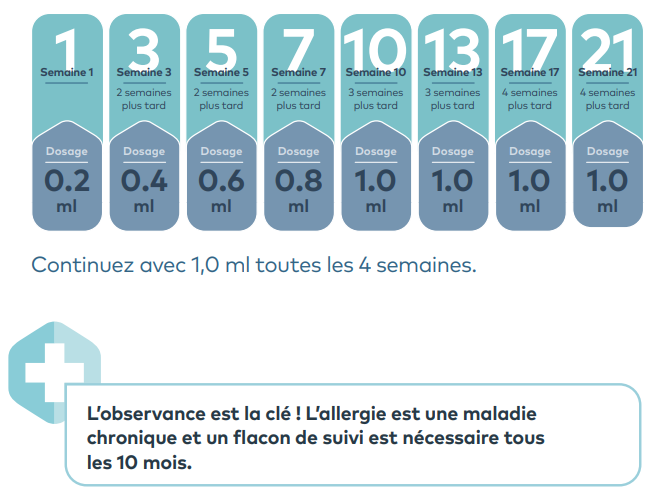 1 3 5 7 10 13 17 21
Semaine 1 Semaine 3 Semaine 5 Semaine 7 Semaine 10 Semaine 13 Semaine 17 Semaine 21
2 semaines 2 semaines 2 semaines 3 semaines 3 semaines 4 semaines 4 semaines
plus tard plus tard plus tard plus tard plus tard plus tard plus tard
Dosage Dosage Dosage Dosage Dosage Dosage Dosage Dosage
0.2 0.4 0.6 0.8 1.0 1.0 1.0 1.0
ml ml ml ml ml ml ml ml
Continuez avec 1,0 ml toutes les 4 semaines.
L’observance est la clé ! L’allergie est une maladie
chronique et un flacon de suivi est nécessaire tous
les 10 mois.